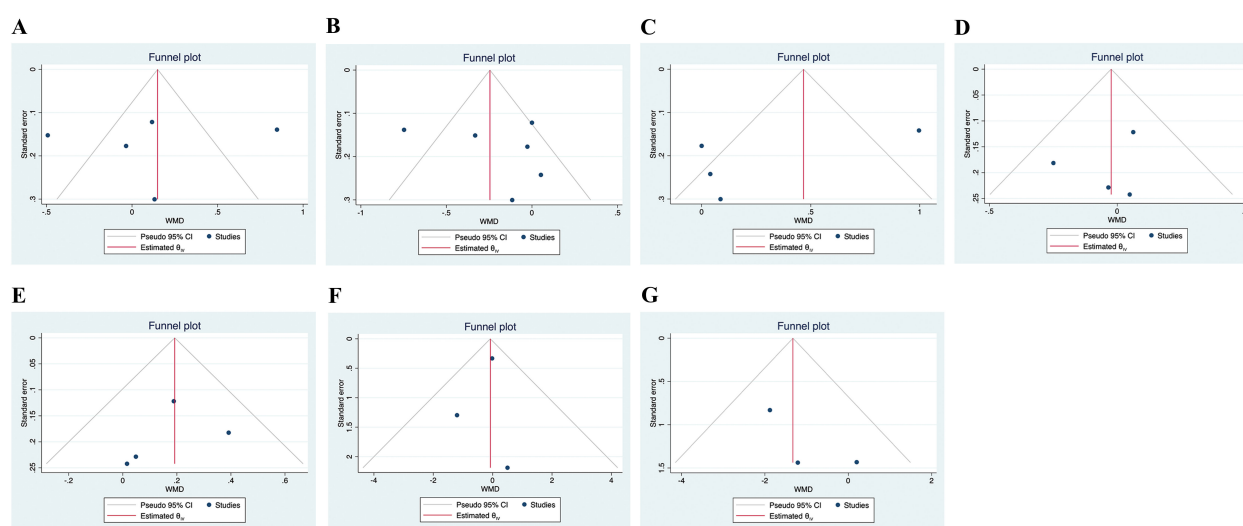 A
Funnel plot
Standard error
0
.1
.2
.3
-.5
0
.5
1
WMD
Pseudo 95% CI
Studies
Estimated θIV
B
Funnel plot
Standard error
0
.1
.2
.3
-1
-.5
0
.5
WMD
Pseudo 95% CI
Studies
Estimated θIV
C
Funnel plot
Standard error
0
.1
.2
.3
0
.5
1
WMD
Pseudo 95% CI
Studies
Estimated θIV
D
Funnel plot
Standard error
0
.05
.1
.15
.2
.25
-.5
0
WMD
Pseudo 95% CI
Studies
Estimated θIV
E
Funnel plot
Standard error
0
.05
.1
.15
.2
.25
-.2
0
.2
.4
.6
WMD
Pseudo 95% CI
Studies
Estimated θIV
F
Funnel plot
Standard error
0
.5
1
1.5
2
-4
-2
0
2
4
WMD
Pseudo 95% CI
Studies
Estimated θIV
G
Funnel plot
Standard error
0
.5
1
1.5
-4
-2
0
2
WMD
Pseudo 95% CI
Studies
Estimated θIV